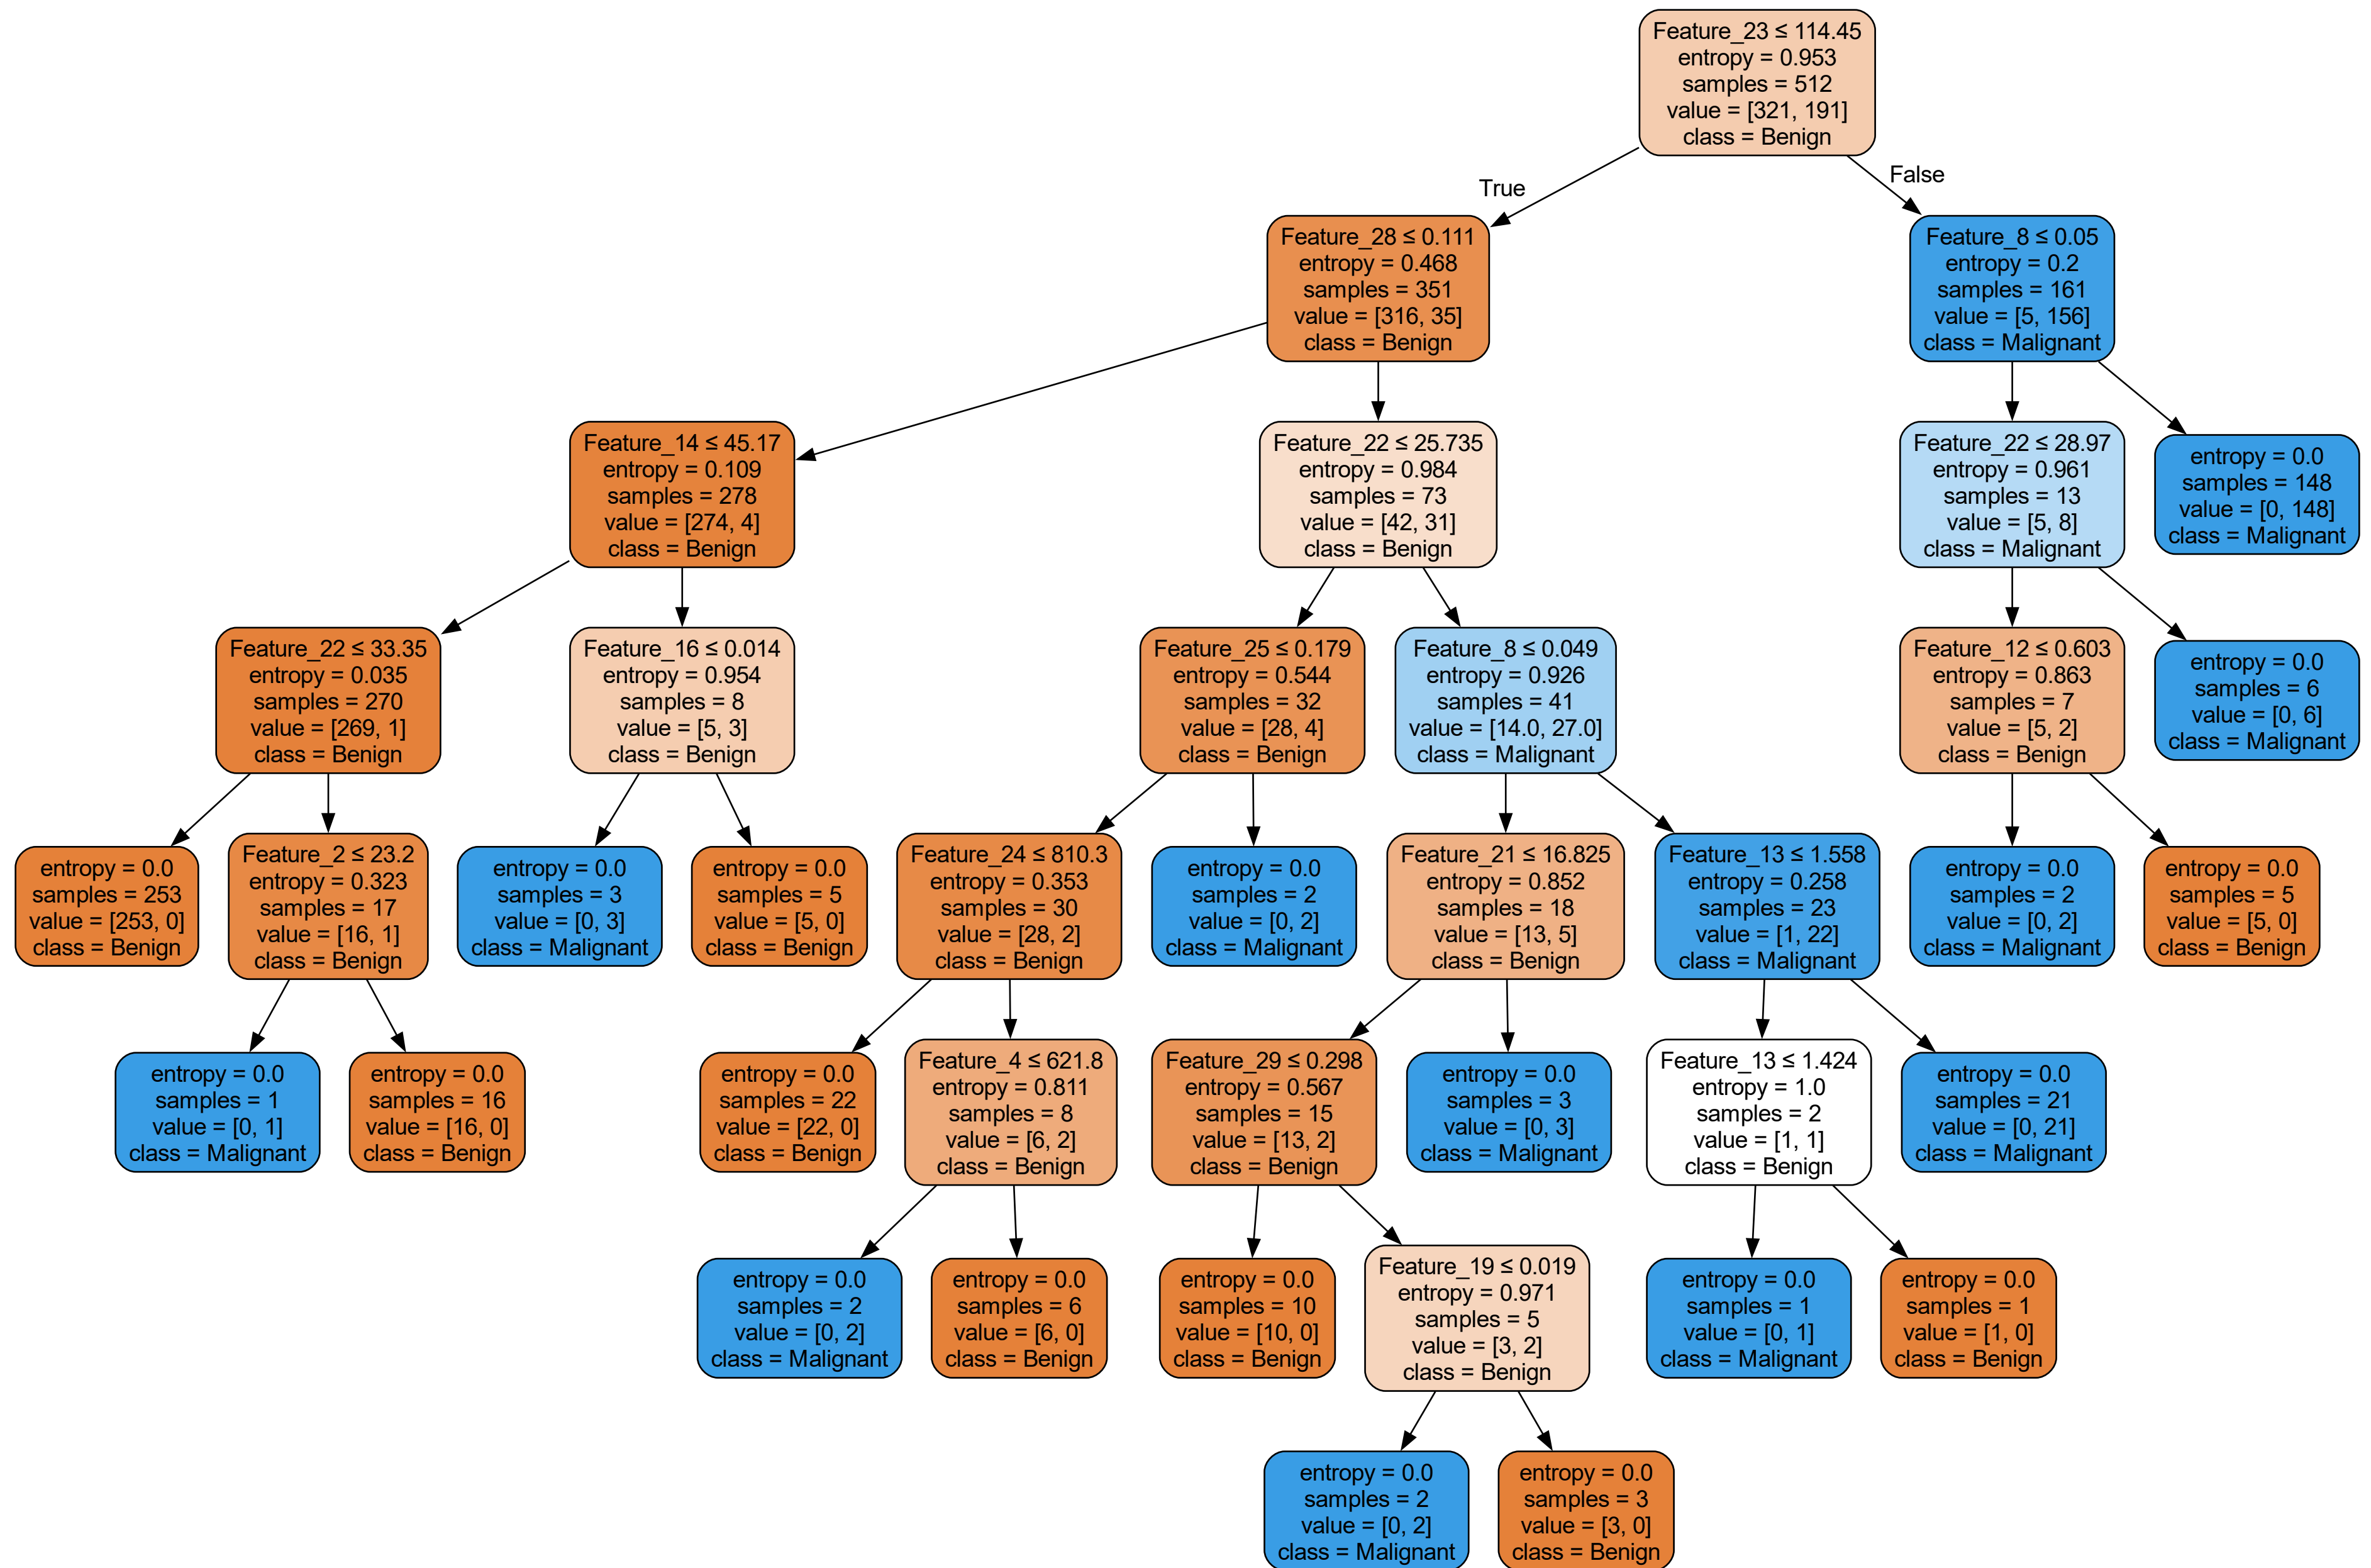 Feature_23 ≤ 114.45
entropy = 0.953
samples = 512
value = [321, 191]
class = Benign
True
False
Feature_28 ≤ 0.111
entropy = 0.468
samples = 351
value = [316, 35]
class = Benign
Feature_8 ≤ 0.05
entropy = 0.2
samples = 161
value = [5, 156]
class = Malignant
Feature_14 ≤ 45.17
entropy = 0.109
samples = 278
value = [274, 4]
class = Benign
Feature_22 ≤ 25.735
entropy = 0.984
samples = 73
value = [42, 31]
class = Benign
Feature_22 ≤ 28.97
entropy = 0.961
samples = 13
value = [5, 8]
class = Malignant
entropy = 0.0
samples = 148
value = [0, 148]
class = Malignant
Feature_22 ≤ 33.35
entropy = 0.035
samples = 270
value = [269, 1]
class = Benign
Feature_16 ≤ 0.014
entropy = 0.954
samples = 8
value = [5, 3]
class = Benign
Feature_25 ≤ 0.179
entropy = 0.544
samples = 32
value = [28, 4]
class = Benign
Feature_8 ≤ 0.049
entropy = 0.926
samples = 41
value = [14.0, 27.0]
class = Malignant
Feature_12 ≤ 0.603
entropy = 0.863
samples = 7
value = [5, 2]
class = Benign
entropy = 0.0
samples = 6
value = [0, 6]
class = Malignant
entropy = 0.0
samples = 253
value = [253, 0]
class = Benign
Feature_2 ≤ 23.2
entropy = 0.323
samples = 17
value = [16, 1]
class = Benign
entropy = 0.0
samples = 3
value = [0, 3]
class = Malignant
entropy = 0.0
samples = 5
value = [5, 0]
class = Benign
Feature_24 ≤ 810.3
entropy = 0.353
samples = 30
value = [28, 2]
class = Benign
entropy = 0.0
samples = 2
value = [0, 2]
class = Malignant
Feature_21 ≤ 16.825
entropy = 0.852
samples = 18
value = [13, 5]
class = Benign
Feature_13 ≤ 1.558
entropy = 0.258
samples = 23
value = [1, 22]
class = Malignant
entropy = 0.0
samples = 2
value = [0, 2]
class = Malignant
entropy = 0.0
samples = 5
value = [5, 0]
class = Benign
entropy = 0.0
samples = 1
value = [0, 1]
class = Malignant
entropy = 0.0
samples = 16
value = [16, 0]
class = Benign
entropy = 0.0
samples = 22
value = [22, 0]
class = Benign
Feature_4 ≤ 621.8
entropy = 0.811
samples = 8
value = [6, 2]
class = Benign
Feature_29 ≤ 0.298
entropy = 0.567
samples = 15
value = [13, 2]
class = Benign
entropy = 0.0
samples = 3
value = [0, 3]
class = Malignant
Feature_13 ≤ 1.424
entropy = 1.0
samples = 2
value = [1, 1]
class = Benign
entropy = 0.0
samples = 21
value = [0, 21]
class = Malignant
entropy = 0.0
samples = 2
value = [0, 2]
class = Malignant
entropy = 0.0
samples = 6
value = [6, 0]
class = Benign
entropy = 0.0
samples = 10
value = [10, 0]
class = Benign
Feature_19 ≤ 0.019
entropy = 0.971
samples = 5
value = [3, 2]
class = Benign
entropy = 0.0
samples = 1
value = [0, 1]
class = Malignant
entropy = 0.0
samples = 1
value = [1, 0]
class = Benign
entropy = 0.0
samples = 2
value = [0, 2]
class = Malignant
entropy = 0.0
samples = 3
value = [3, 0]
class = Benign